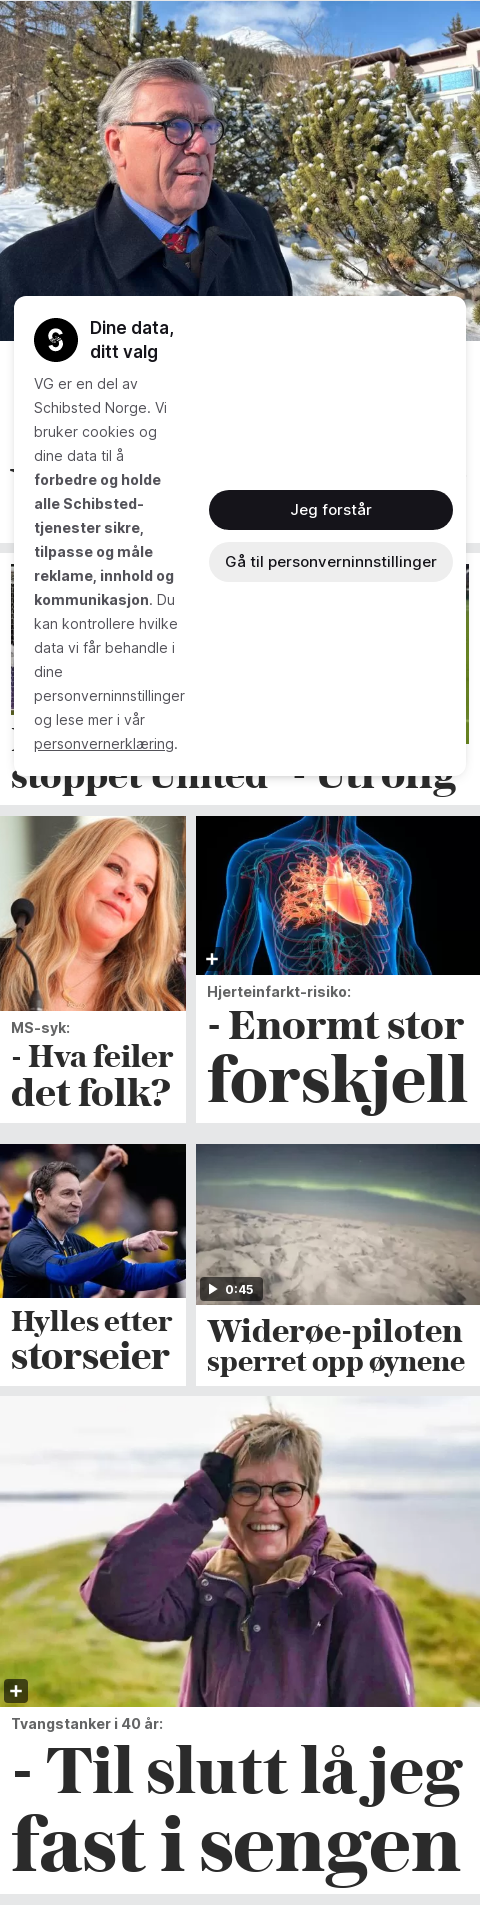 Dine data,
ditt valg
VG er en del av
Schibsted Norge. Vi
bruker cookies og
dine data til å
forbedre og holde
alle Schibsted-
tjenester sikre,
tilpasse og måle
reklame, innhold og
kommunikasjon. Du
kan kontrollere hvilke
data vi får behandle i
dine
personverninnstillinger
og lese mer i vår
personvernerklæring.
Jeg forstår
Gå til personverninnstillinger
stoppet United
- Utrolig
MS-syk:
- Hva feiler
det folk?
Hjerteinfarkt-risiko:
- Enormt stor
forskjell
Hylles etter
storseier
0:45
Widerøe-piloten
sperret opp øynene
Tvangstanker i 40 år:
- Til slutt lå jeg
fast i sengen